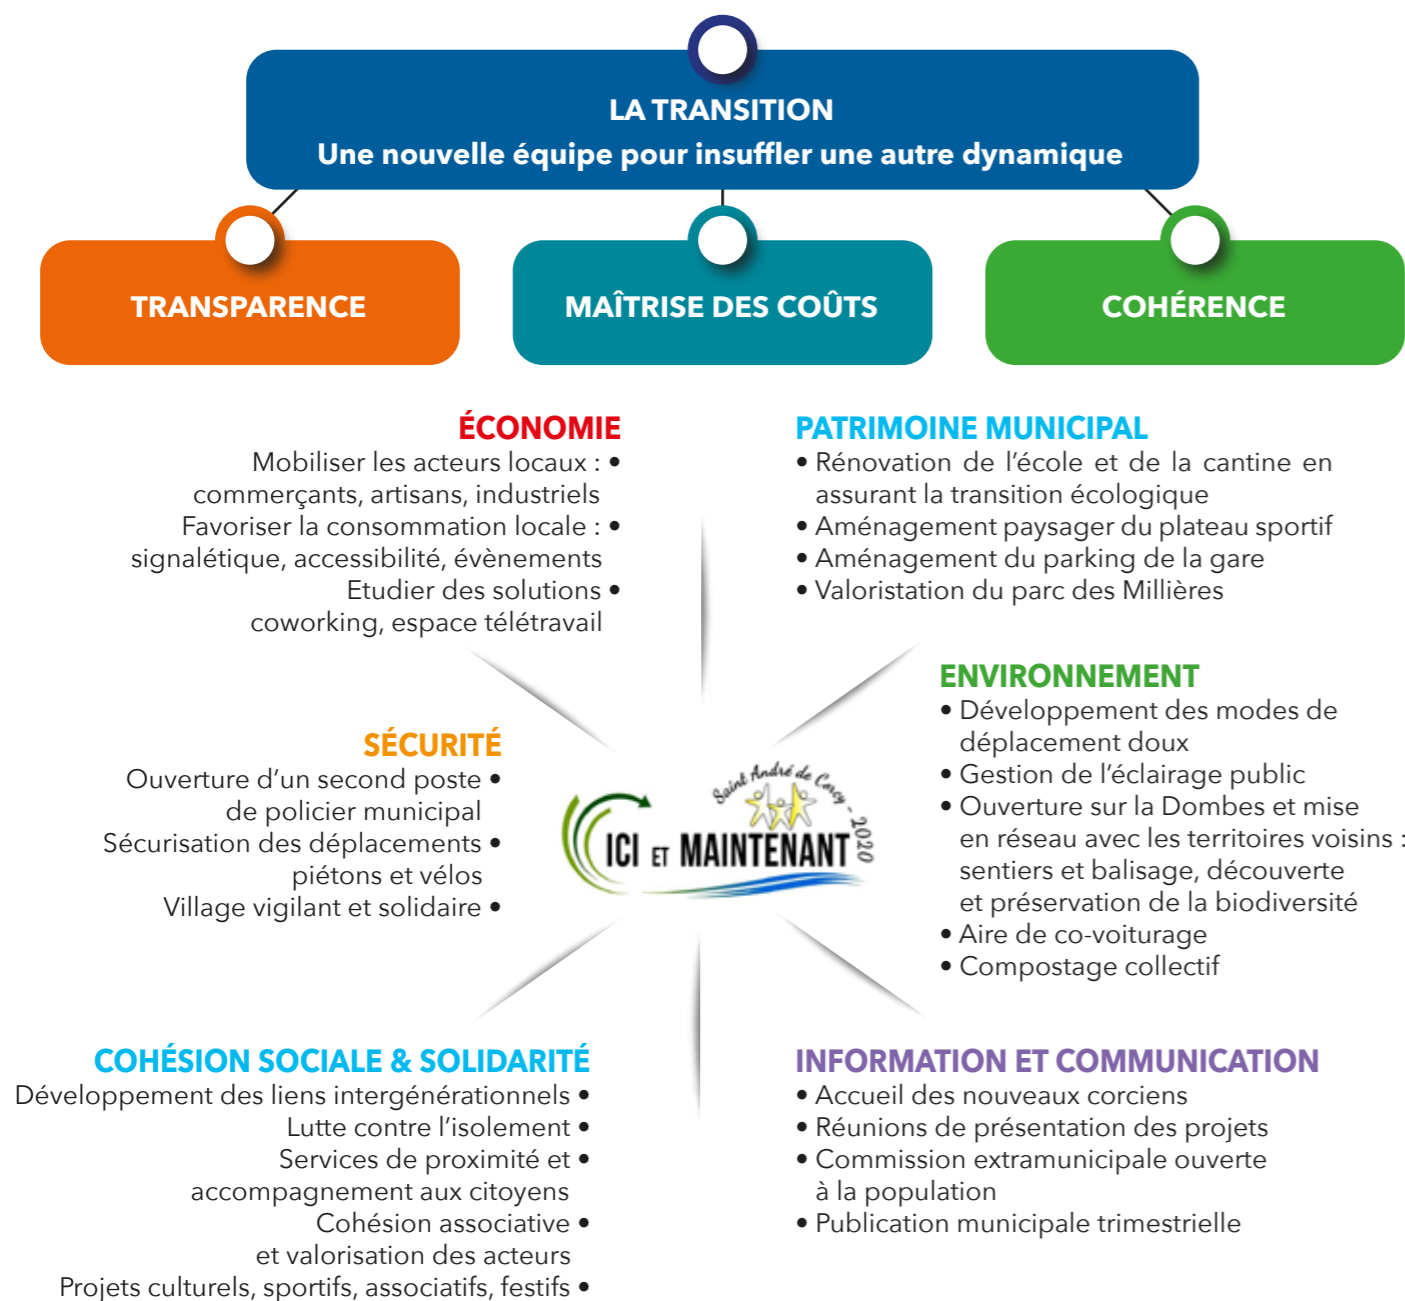 LA TRANSITION
Une nouvelle équipe pour insuffler une autre dynamique
TRANSPARENCE
MAÎTRISE DES COÛTS
COHÉRENCE
ÉCONOMIE
Mobiliser les acteurs locaux : •
commerçants, artisans, industriels
Favoriser la consommation locale : •
signalétique, accessibilité, évènements
Etudier des solutions •
coworking, espace télétravail
PATRIMOINE MUNICIPAL
• Rénovation de l'école et de la cantine en
assurant la transition écologique
• Aménagement paysager du plateau sportif
• Aménagement du parking de la gare
• Valoristation du parc des Millières
SÉCURITÉ
Ouverture d'un second poste •
de policier municipal
Sécurisation des déplacements •
piétons et vélos
Village vigilant et solidaire •
Saint André de Corcy - 2020
ICI ET MAINTENANT
ENVIRONNEMENT
• Développement des modes de
déplacement doux
• Gestion de l'éclairage public
• Ouverture sur la Dombes et mise
en réseau avec les territoires voisins :
sentiers et balisage, découverte
et préservation de la biodiversité
• Aire de co-voiturage
• Compostage collectif
COHÉSION SOCIALE & SOLIDARITÉ
Développement des liens intergénérationnels •
Lutte contre l'isolement •
Services de proximité et •
accompagnement aux citoyens
Cohésion associative •
et valorisation des acteurs
Projets culturels, sportifs, associatifs, festifs •
INFORMATION ET COMMUNICATION
• Accueil des nouveaux corciens
• Réunions de présentation des projets
• Commission extramunicipale ouverte
à la population
• Publication municipale trimestrielle